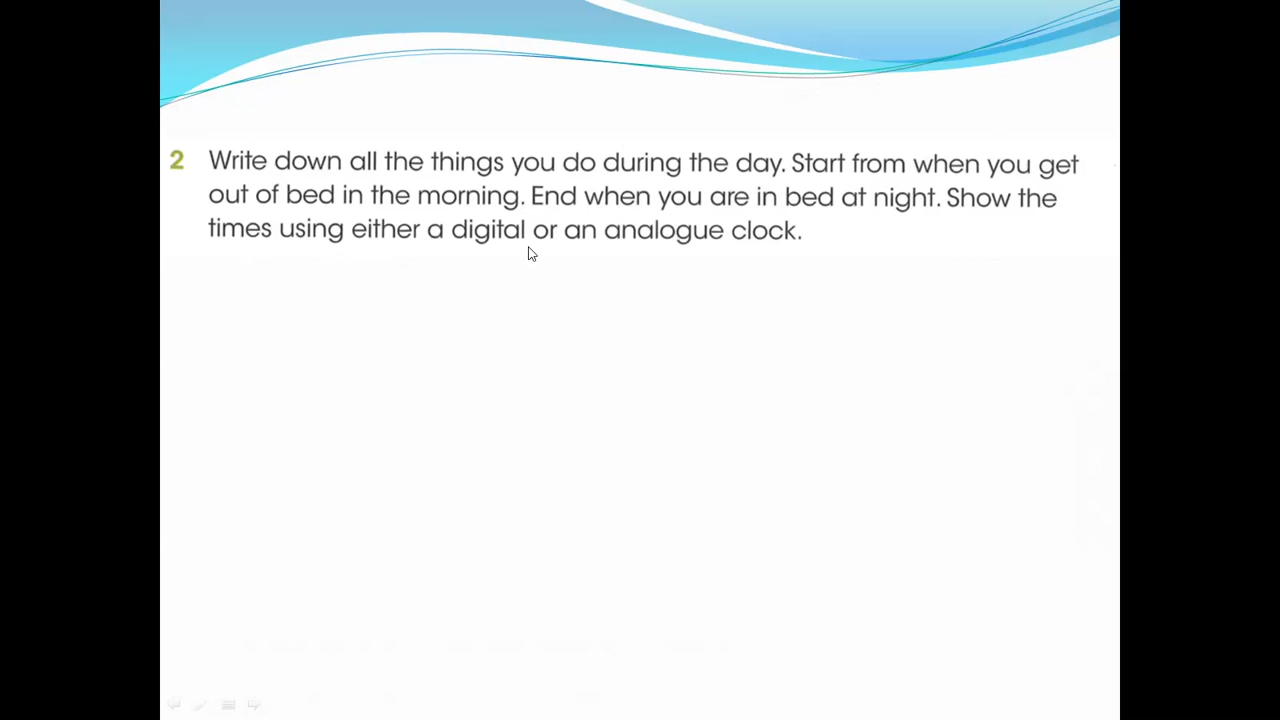 2 Write down all the things you do during the day. Start from when you get
out of bed in the morning. End when you are in bed at night. Show the
times using either a digital or an analogue clock.